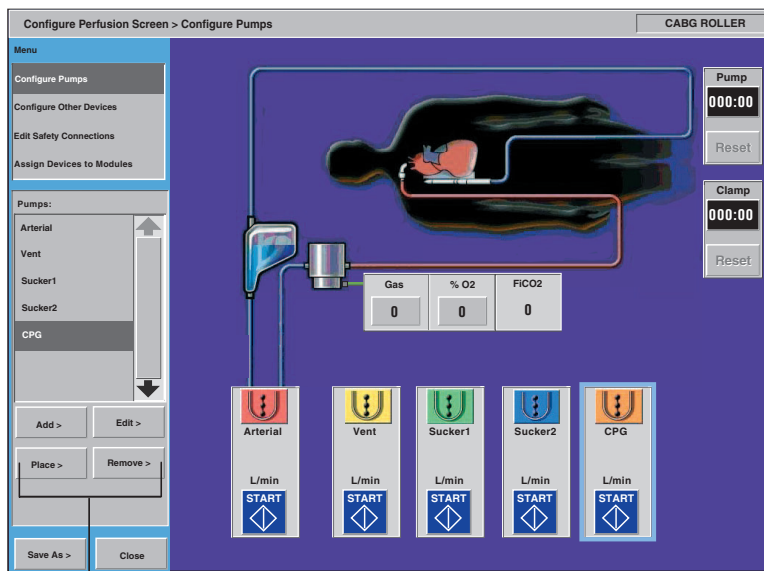 Configure Perfusion Screen > Configure Pumps
CABG ROLLER
Menu
Configure Pumps
Configure Other Devices
Edit Safety Connections
Assign Devices to Modules
Pumps:
Arterial
Vent
Sucker1
Sucker2
CPG
Add >
Edit >
Place >
Remove >
Save As >
Close
Pump
000:00
Reset
Clamp
000:00
Reset
Gas
% O2
FiCO2
0
0
0
Arterial
Vent
Sucker1
Sucker2
CPG
L/min
L/min
L/min
L/min
L/min
START
START
START
START
START